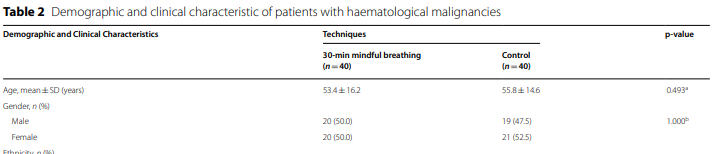 Table 2 Demographic and clinical characteristic of patients with haematological malignancies
Demographic and Clinical Characteristics Techniques p-value
30-min mindful breathing Control
(n = 40) (n = 40)
Age, mean ± SD (years) 53.4 ± 16.2 55.8 ± 14.6 0.493ᵃ
Gender, n (%)
Male 20 (50.0) 19 (47.5) 1.000ᵇ
Female 20 (50.0) 21 (52.5)
Ethnicity, n (%)